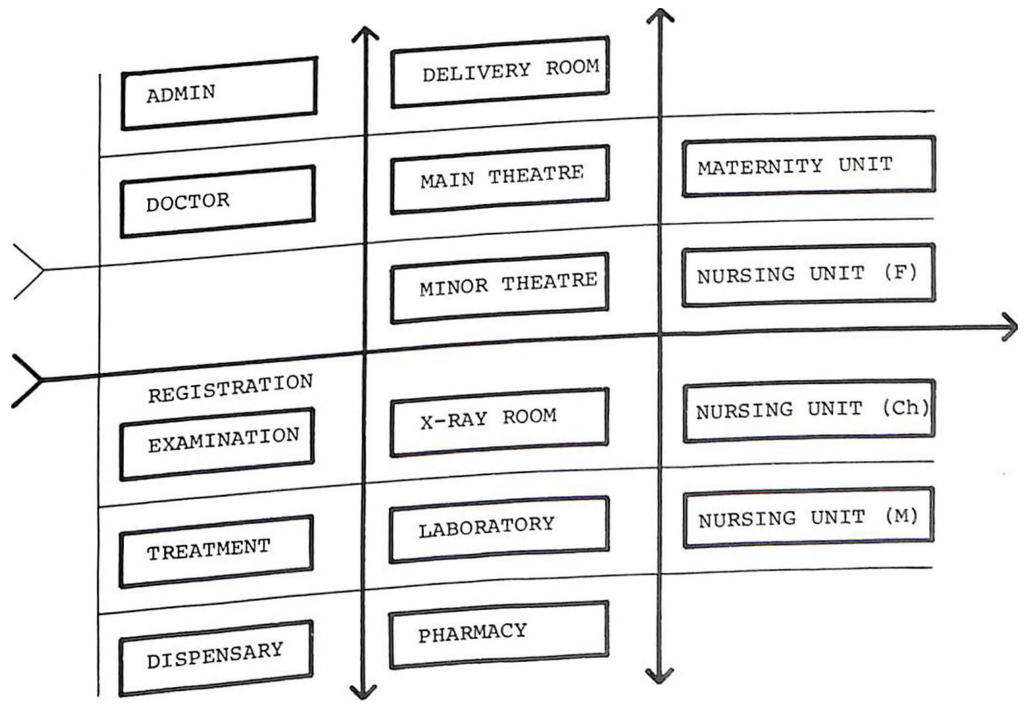 ADMIN
DELIVERY ROOM
DOCTOR
MAIN THEATRE
MATERNITY UNIT
MINOR THEATRE
NURSING UNIT (F)
REGISTRATION
EXAMINATION
X-RAY ROOM
NURSING UNIT (Ch)
TREATMENT
LABORATORY
NURSING UNIT (M)
DISPENSARY
PHARMACY